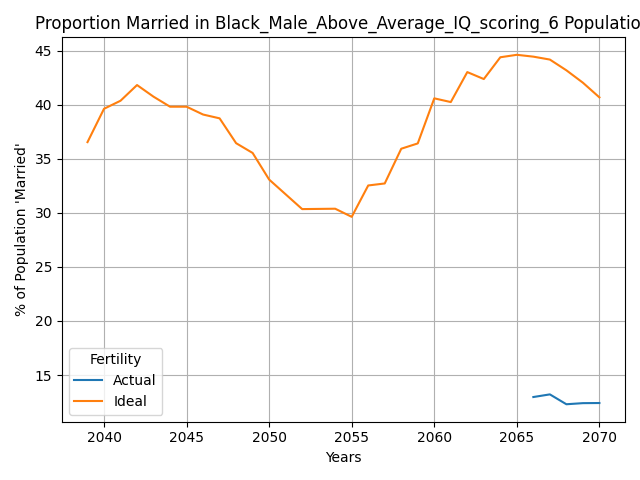 Proportion Married in Black_Male_Above_Average_IQ_scoring_6 Populatio
% of Population 'Married'
45
40
35
30
25
20
15
Fertility
Actual
Ideal
2040 2045 2050 2055 2060 2065 2070
Years